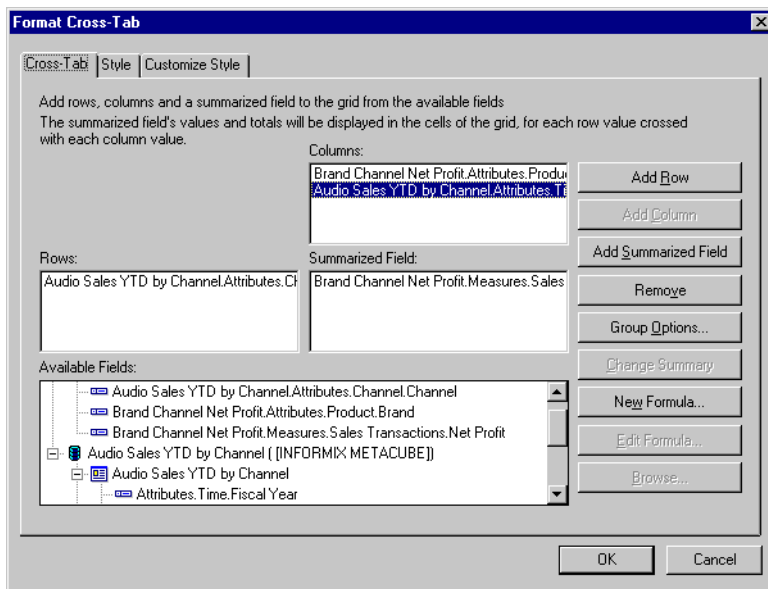 Format Cross-Tab
Cross-Tab
Style
Customize Style
Add rows, columns and a summarized field to the grid from the available fields
The summarized field's values and totals will be displayed in the cells of the grid, for each row value crossed
with each column value.
Columns:
Brand Channel Net Profit.Attributes.Produ
Audio Sales YTD by Channel.Attributes.Ti
Add Row
Add Column
Add Summarized Field
Remove
Group Options...
Change Summary
New Formula...
Edit Formula...
Browse...
Rows:
Audio Sales YTD by Channel.Attributes.Ch
Summarized Field:
Brand Channel Net Profit.Measures.Sales
Available Fields:
Audio Sales YTD by Channel.Attributes.Channel.Channel
Brand Channel Net Profit.Attributes.Product.Brand
Brand Channel Net Profit.Measures.Sales Transactions.Net Profit
Audio Sales YTD by Channel ( [INFORMIX METACUBE])
Audio Sales YTD by Channel
Attributes.Time.Fiscal Year
OK
Cancel